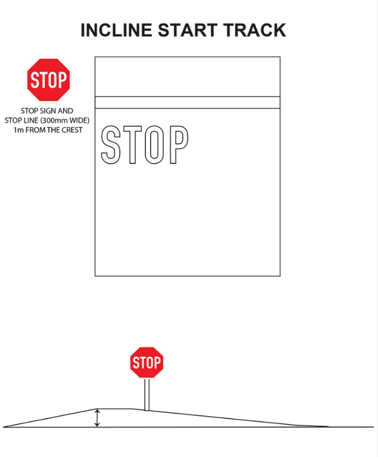 INCLINE START TRACK
STOP
STOP SIGN AND
STOP LINE (300mm WIDE)
1m FROM THE CREST
STOP
STOP